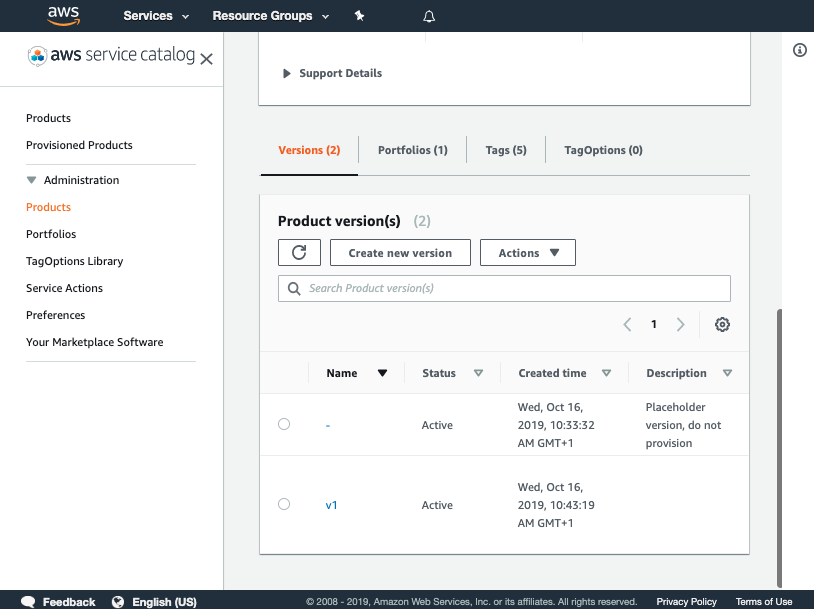 aws
Services
Resource Groups
aws service catalog
Products
Provisioned Products
Administration
Products
Portfolios
TagOptions Library
Service Actions
Preferences
Your Marketplace Software
Support Details
Versions (2)
Portfolios (1)
Tags (5)
TagOptions (0)
Product version(s) (2)
Create new version
Actions
Search Product version(s)
1
Name
Status
Created time
Description
-
Active
Wed, Oct 16,
2019, 10:33:32
AM GMT+1
Placeholder
version, do not
provision
v1
Active
Wed, Oct 16,
2019, 10:43:19
AM GMT+1
Feedback
English (US)
© 2008 - 2019, Amazon Web Services, Inc. or its affiliates. All rights reserved.
Privacy Policy
Terms of Use